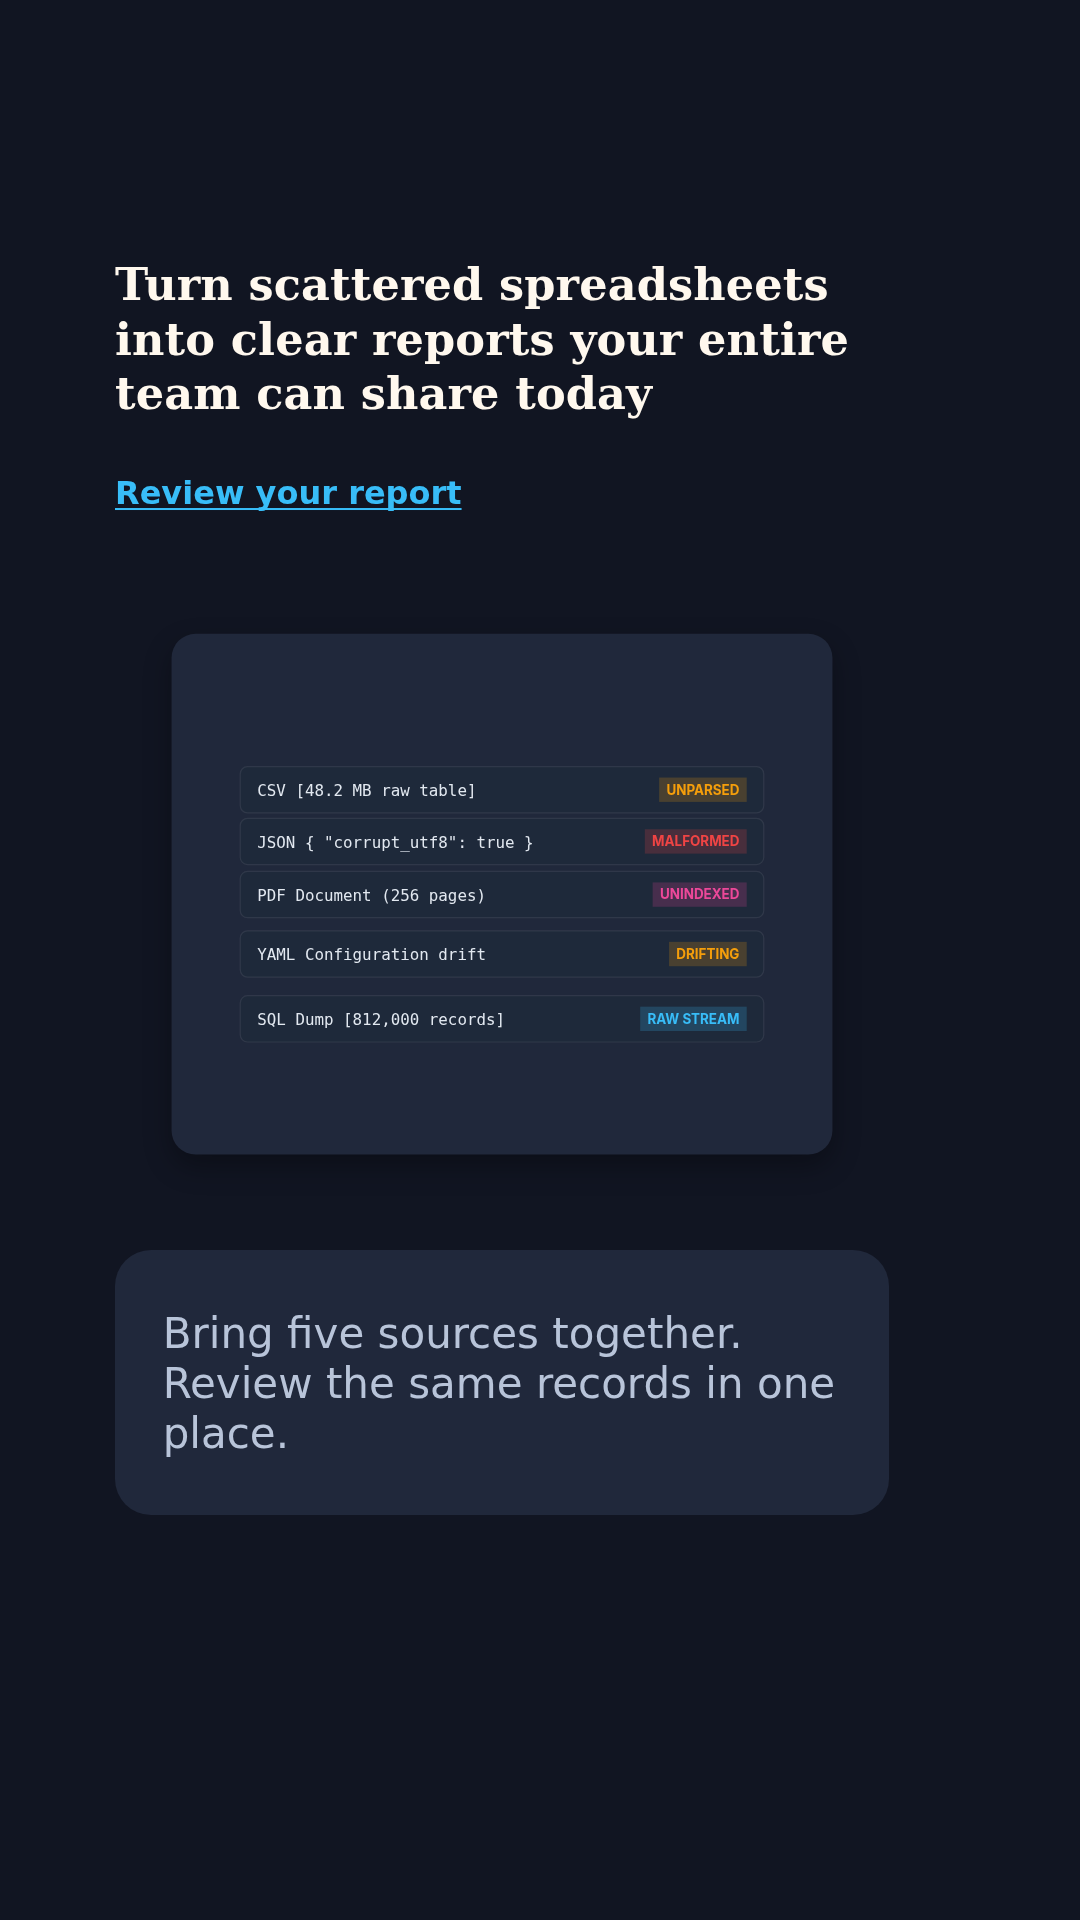 Turn scattered spreadsheets
into clear reports your entire
team can share today
Review your report
CSV [48.2 MB raw table] UNPARSED
JSON { "corrupt_utf8": true } MALFORMED
PDF Document (256 pages) UNINDEXED
YAML Configuration drift DRIFTING
SQL Dump [812,000 records] RAW STREAM
Bring five sources together.
Review the same records in one
place.